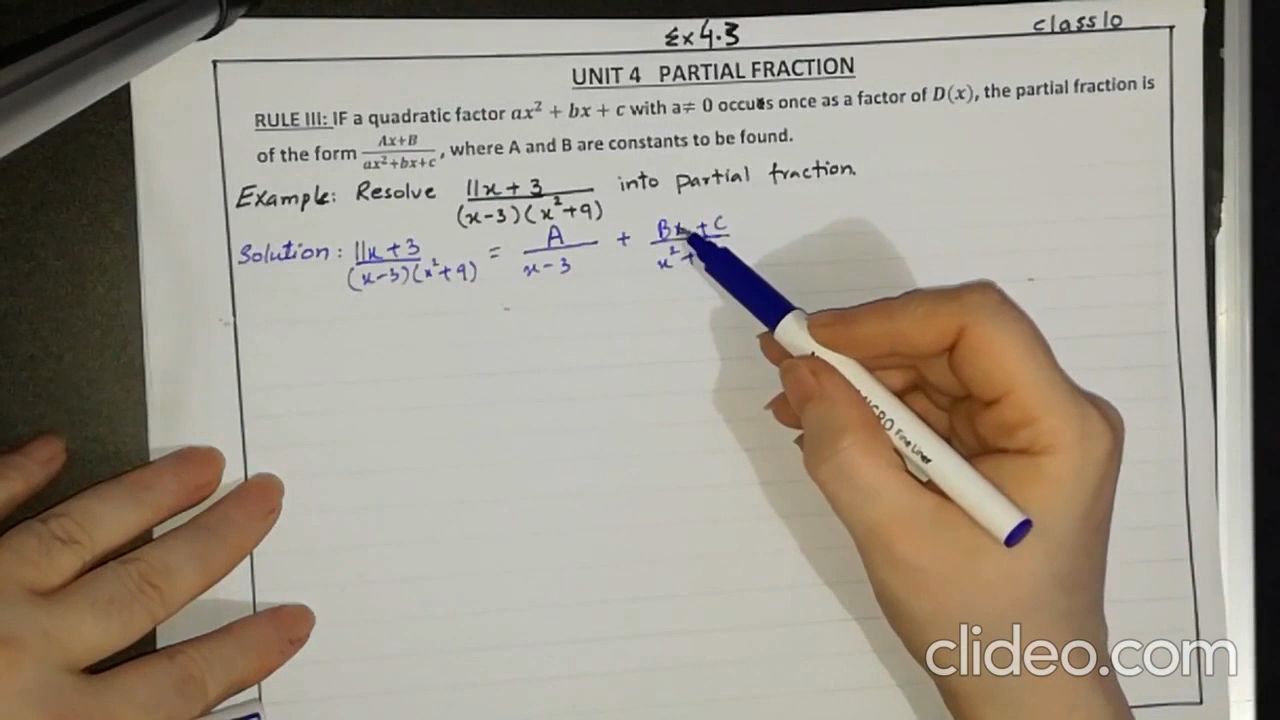 Ex 4.3
class 10
UNIT 4 PARTIAL FRACTION
RULE III: IF a quadratic factor ax² + bx + c with a≠ 0 occurs once as a factor of D(x), the partial fraction is
of the form Ax+B/ax²+bx+c, where A and B are constants to be found.
Example: Resolve 11x + 3/(x-3)(x²+9) into partial fraction.
Solution: 11x + 3/(x-3)(x²+9) = A/x-3 + Bx + C/x²+
MICRO Fine Liner
clideo.com